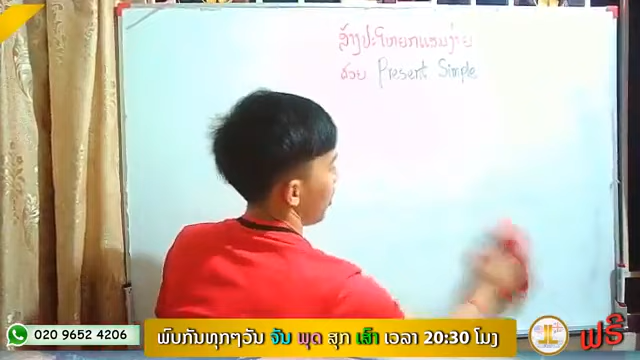 ສ້າງປະໂຫຍກແສນງ່າຍ
ດ້ວຍ Present Simple
020 9652 4206
ພົບກັນທຸກໆວັນ ຈັນ ພຸດ ສຸກ ເສົາ ເວລາ 20:30 ໂມງ
ຟຣີ